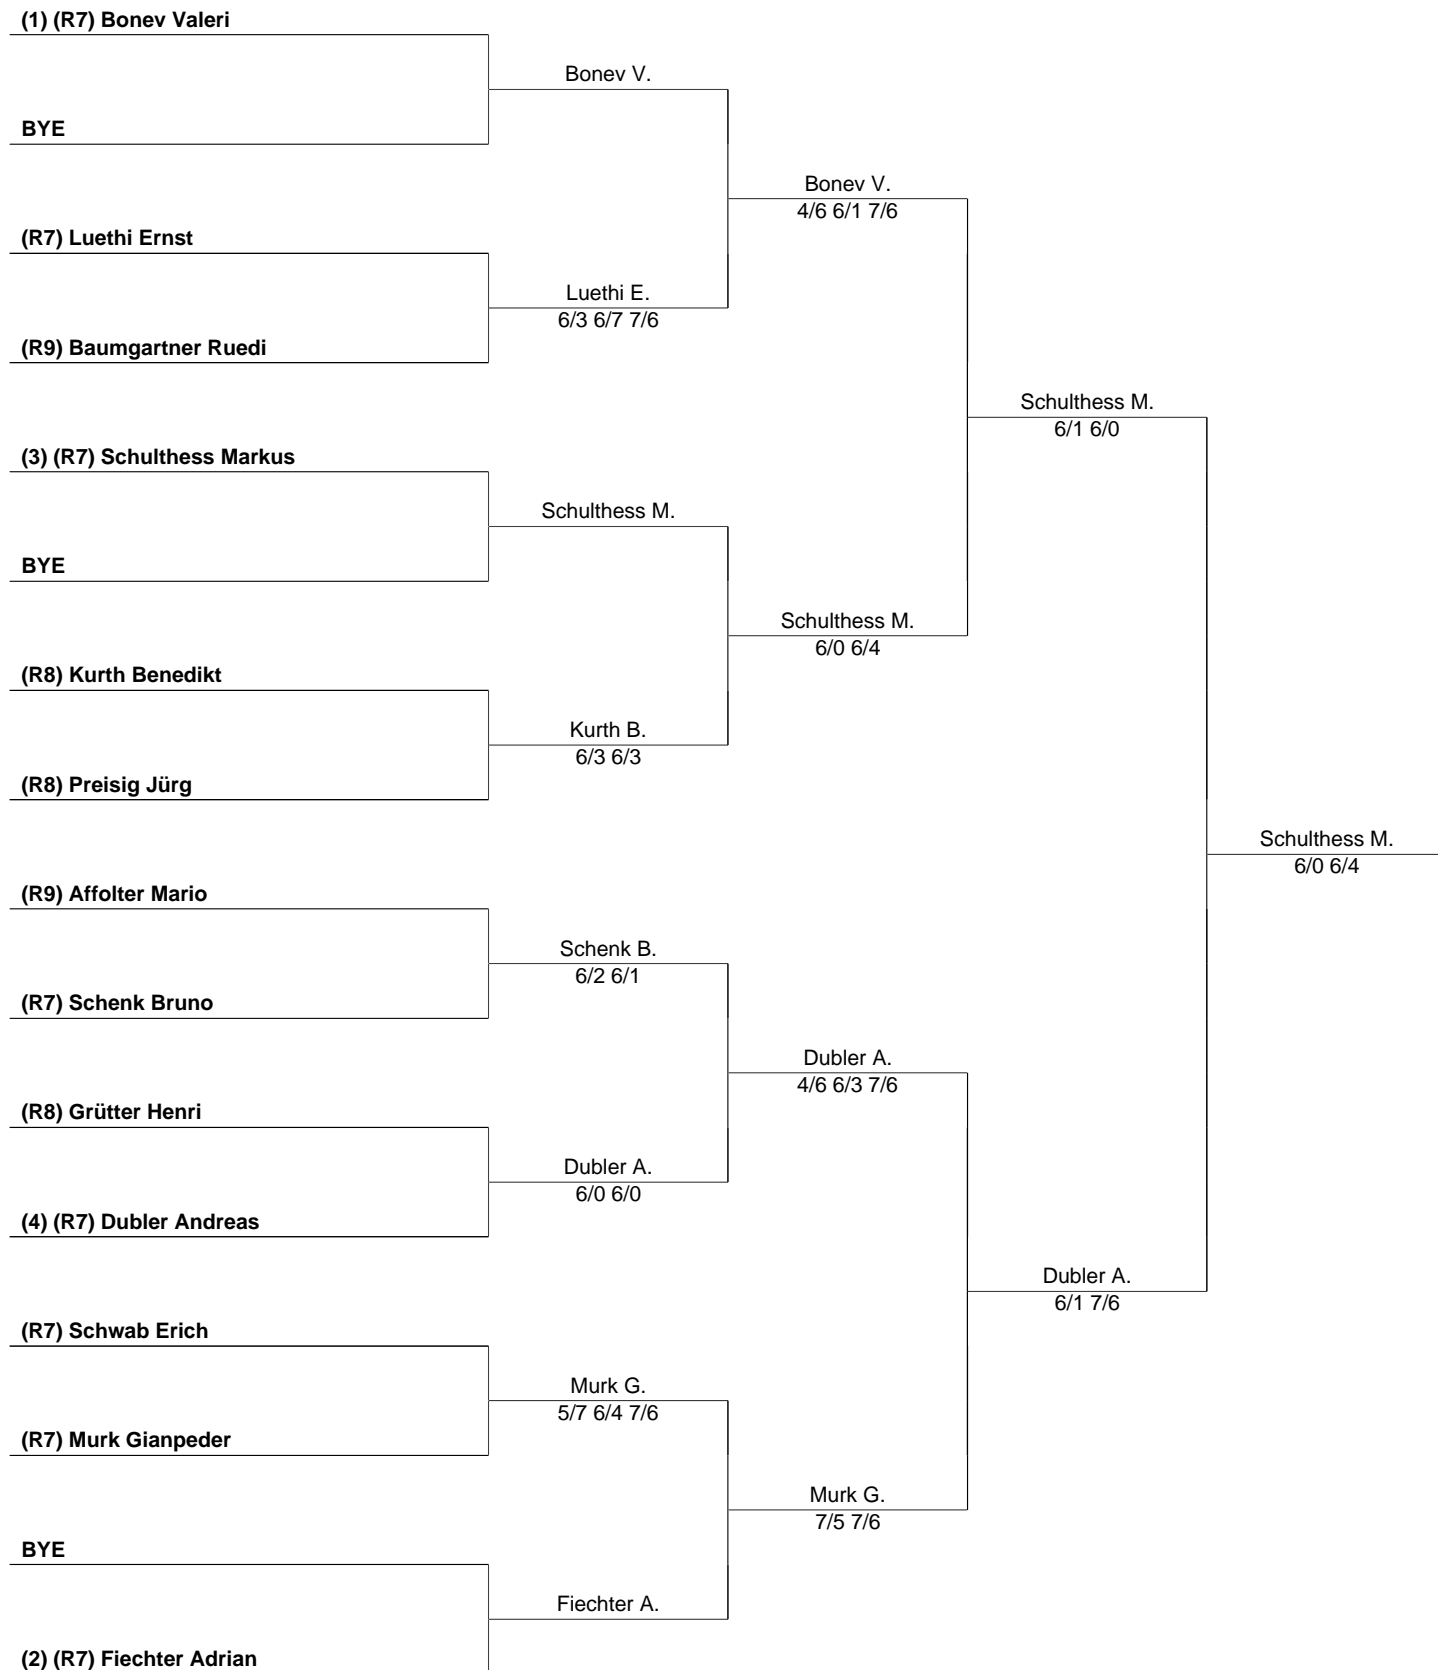 (1) (R7) Bonev Valeri
Bonev V.
BYE
Bonev V.
4/6 6/1 7/6
(R7) Luethi Ernst
Luethi E.
6/3 6/7 7/6
(R9) Baumgartner Ruedi
Schulthess M.
6/1 6/0
(3) (R7) Schulthess Markus
Schulthess M.
BYE
Schulthess M.
6/0 6/4
(R8) Kurth Benedikt
Kurth B.
6/3 6/3
(R8) Preisig Jürg
Schulthess M.
6/0 6/4
(R9) Affolter Mario
Schenk B.
6/2 6/1
(R7) Schenk Bruno
Dubler A.
4/6 6/3 7/6
(R8) Grütter Henri
Dubler A.
6/0 6/0
(4) (R7) Dubler Andreas
Dubler A.
6/1 7/6
(R7) Schwab Erich
Murk G.
5/7 6/4 7/6
(R7) Murk Gianpeder
Murk G.
7/5 7/6
BYE
Fiechter A.
(2) (R7) Fiechter Adrian